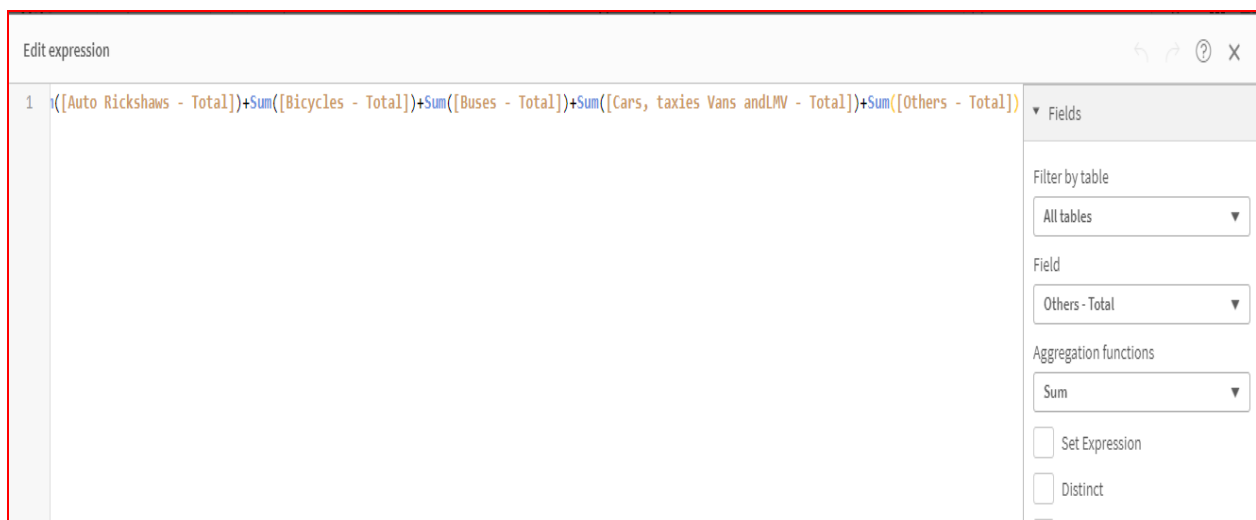 Edit expression
1 ([Auto Rickshaws - Total])+Sum([Bicycles - Total])+Sum([Buses - Total])+Sum([Cars, taxies Vans andLMV - Total])+Sum([Others - Total])
Fields
Filter by table
All tables
Field
Others - Total
Aggregation functions
Sum
Set Expression
Distinct